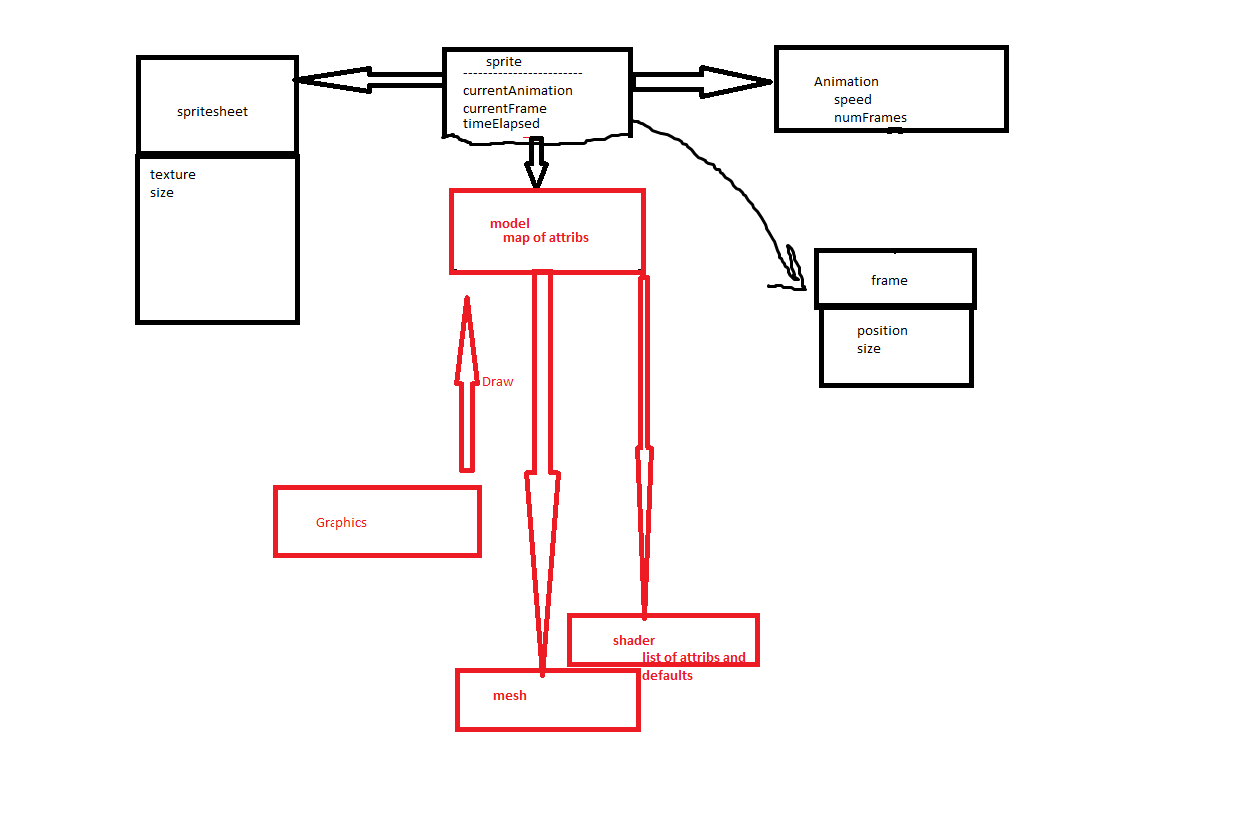 sprite
currentAnimation
currentFrame
timeElapsed
spritesheet
texture
size
Animation
speed
numFrames
model
map of attribs
frame
position
size
Draw
Graphics
shader
list of attribs and
defaults
mesh